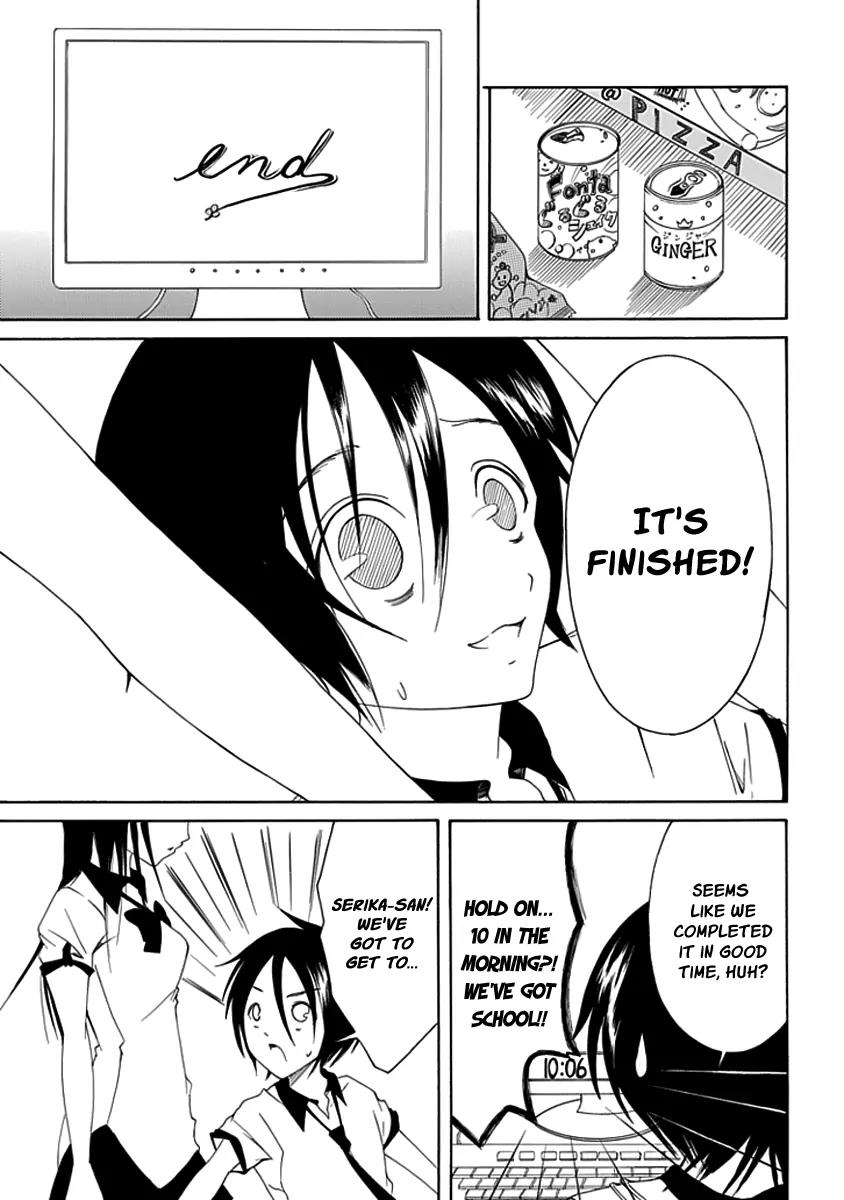 HOT
@ PIZZA
Fonta
ぐるぐる
シェイク
ジンジャー
GINGER
end
IT'S
FINISHED!
SEEMS
LIKE WE
COMPLETED
IT IN GOOD
TIME, HUH?
HOLD ON...
10 IN THE
MORNING?!
WE'VE GOT
SCHOOL!!
10:06
SERIKA-SAN!
WE'VE
GOT TO
GET TO...